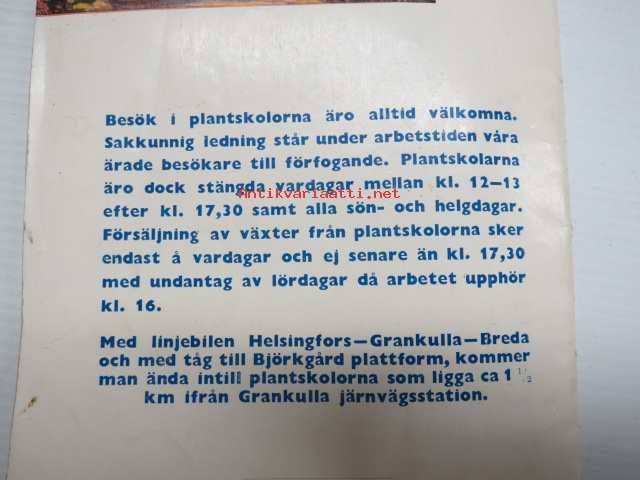 Besök i plantskolorna äro alltid välkomna.
Sakkunnig ledning står under arbetstiden våra
ärade besökare till förfogande. Plantskolarna
äro dock stängda vardagar mellan kl. 12—13
Antikvariaatti.net
efter kl. 17,30 samt alla sön- och helgdagar.
Försäljning av växter från plantskolorna sker
endast å vardagar och ej senare än kl. 17,30
med undantag av lördagar då arbetet upphör
kl. 16.
Med linjebilen Helsingfors—Grankulla—Breda
och med tåg till Björkgård plattform, kommer
man ända intill plantskolorna som ligga ca 1 1/2
km ifrån Grankulla järnvägsstation.